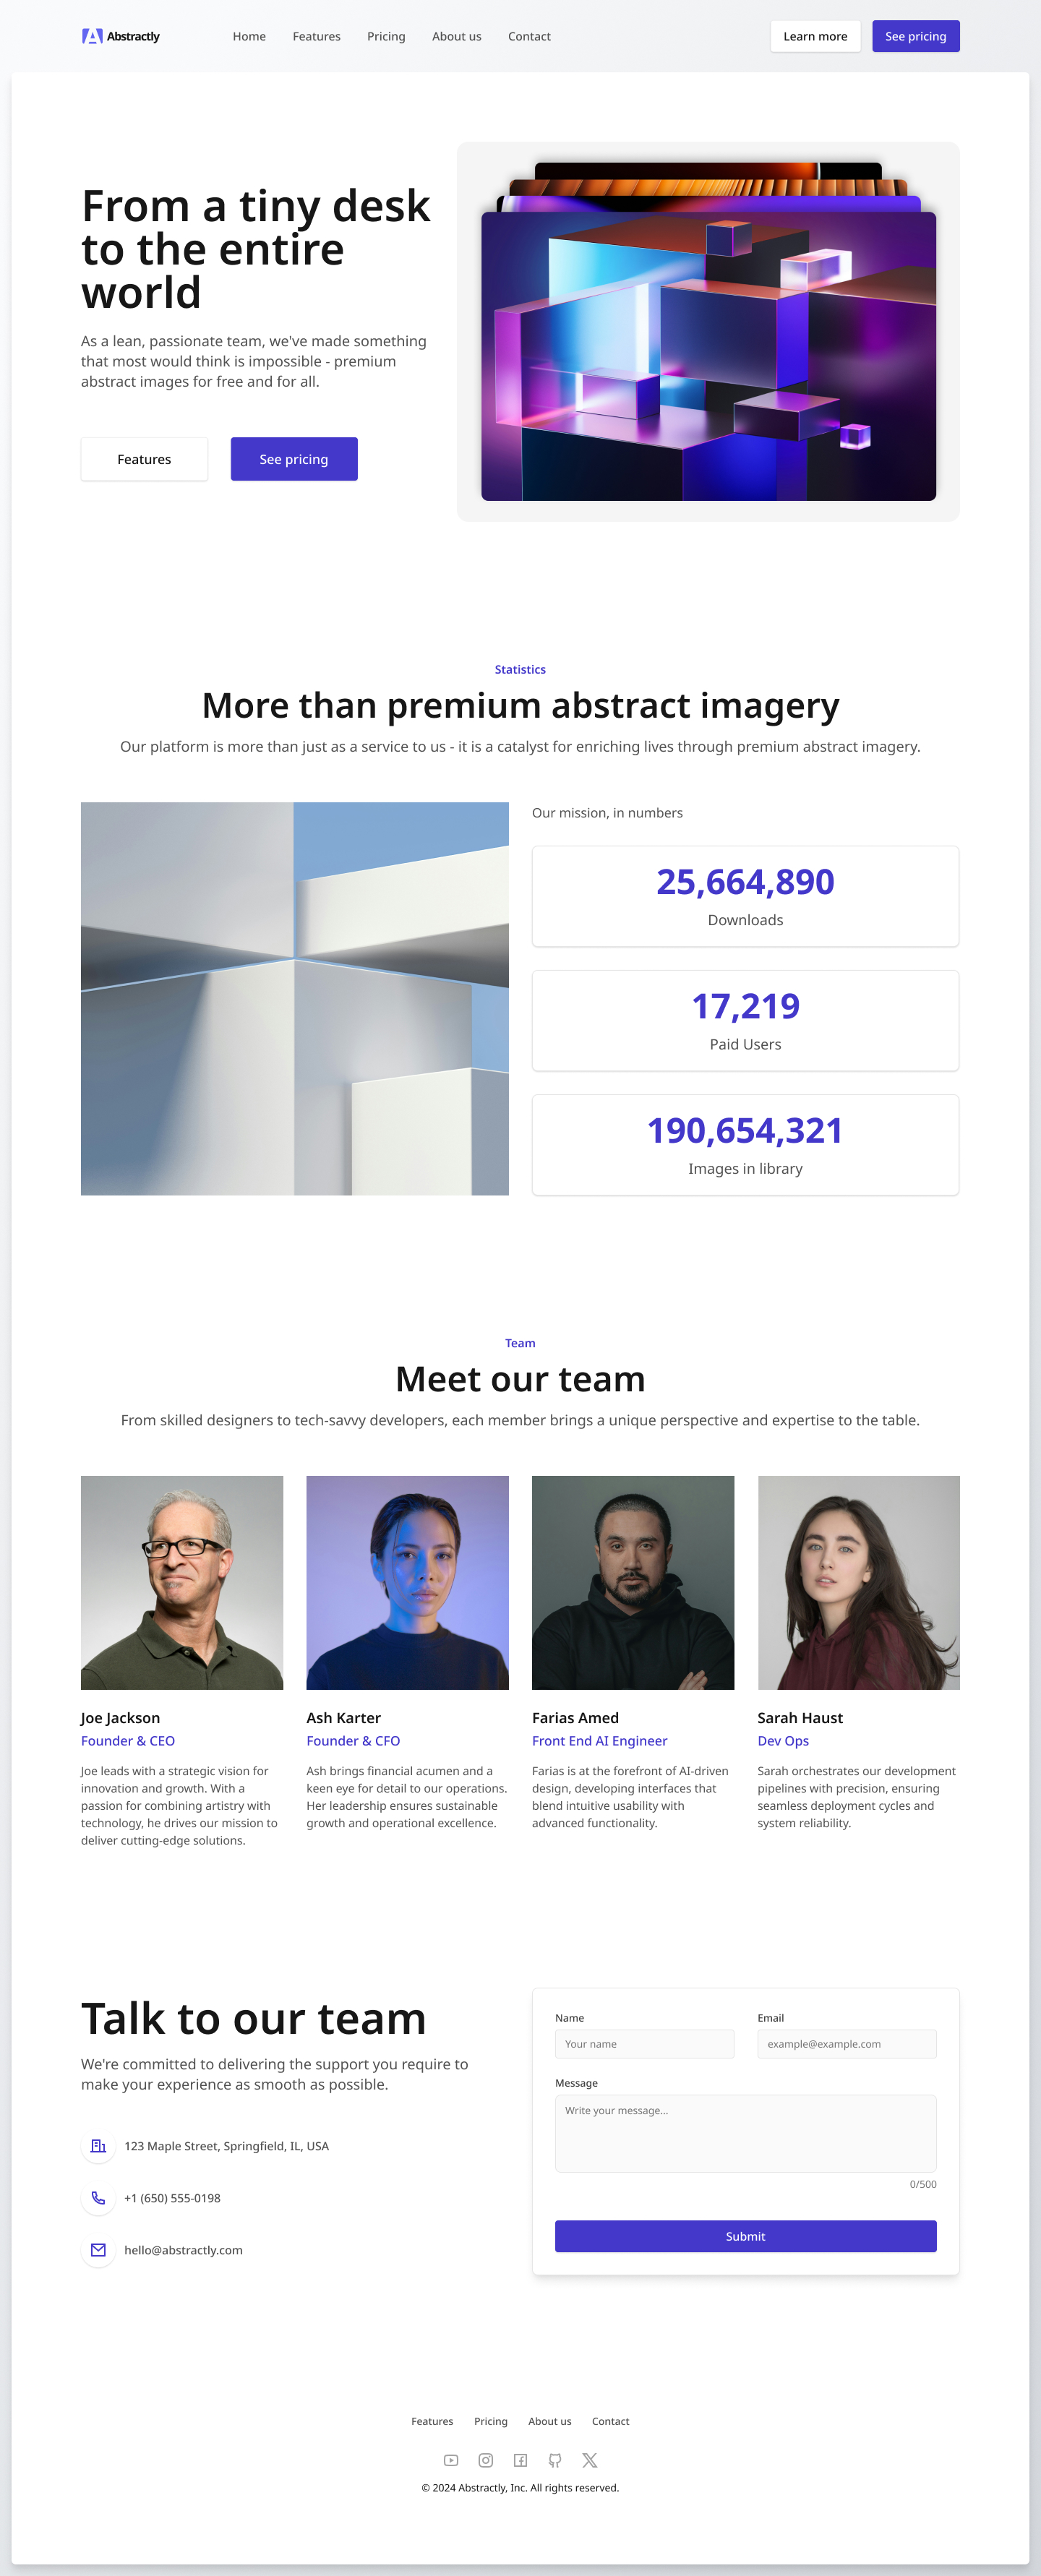 Abstractly
Home Features Pricing About us Contact
Learn more See pricing
From a tiny desk
to the entire
world
As a lean, passionate team, we've made something
that most would think is impossible - premium
abstract images for free and for all.
Features See pricing
Statistics
More than premium abstract imagery
Our platform is more than just as a service to us - it is a catalyst for enriching lives through premium abstract imagery.
Our mission, in numbers
25,664,890
Downloads
17,219
Paid Users
190,654,321
Images in library
Team
Meet our team
From skilled designers to tech-savvy developers, each member brings a unique perspective and expertise to the table.
Joe Jackson
Founder & CEO
Joe leads with a strategic vision for
innovation and growth. With a
passion for combining artistry with
technology, he drives our mission to
deliver cutting-edge solutions.
Ash Karter
Founder & CFO
Ash brings financial acumen and a
keen eye for detail to our operations.
Her leadership ensures sustainable
growth and operational excellence.
Farias Amed
Front End AI Engineer
Farias is at the forefront of AI-driven
design, developing interfaces that
blend intuitive usability with
advanced functionality.
Sarah Haust
Dev Ops
Sarah orchestrates our development
pipelines with precision, ensuring
seamless deployment cycles and
system reliability.
Talk to our team
We're committed to delivering the support you require to
make your experience as smooth as possible.
123 Maple Street, Springfield, IL, USA
+1 (650) 555-0198
hello@abstractly.com
Name Email
Your name example@example.com
Message
Write your message...
0/500
Submit
Features Pricing About us Contact
© 2024 Abstractly, Inc. All rights reserved.